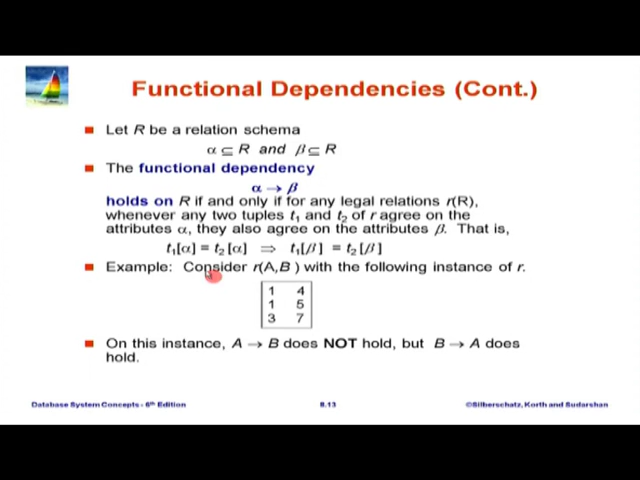 Functional Dependencies (Cont.)
Let R be a relation schema
α ⊆ R and β ⊆ R
The functional dependency
α → β
holds on R if and only if for any legal relations r(R),
whenever any two tuples t₁ and t₂ of r agree on the
attributes α, they also agree on the attributes β. That is,
t₁[α] = t₂ [α] ⇒ t₁[β] = t₂ [β]
Example: Consider r(A,B ) with the following instance of r.
1 4
1 5
3 7
On this instance, A → B does NOT hold, but B → A does
hold.
Database System Concepts - 6th Edition 8.13 ©Silberschatz, Korth and Sudarshan